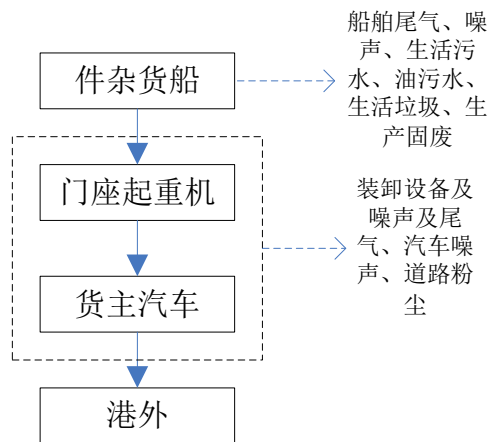 件杂货船
船舶尾气、噪
声、生活污
水、油污水、
生活垃圾、生
产固废
门座起重机
装卸设备及
噪声及尾
气、汽车噪
声、道路粉
尘
货主汽车
港外